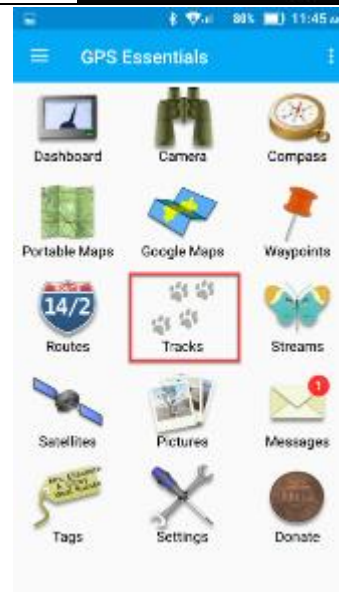 88% 11:45 AM
GPS Essentials
Dashboard Camera Compass
Portable Maps Google Maps Waypoints
14/2
Routes Tracks Streams
1
Satellites Pictures Messages
Tags Settings Donate